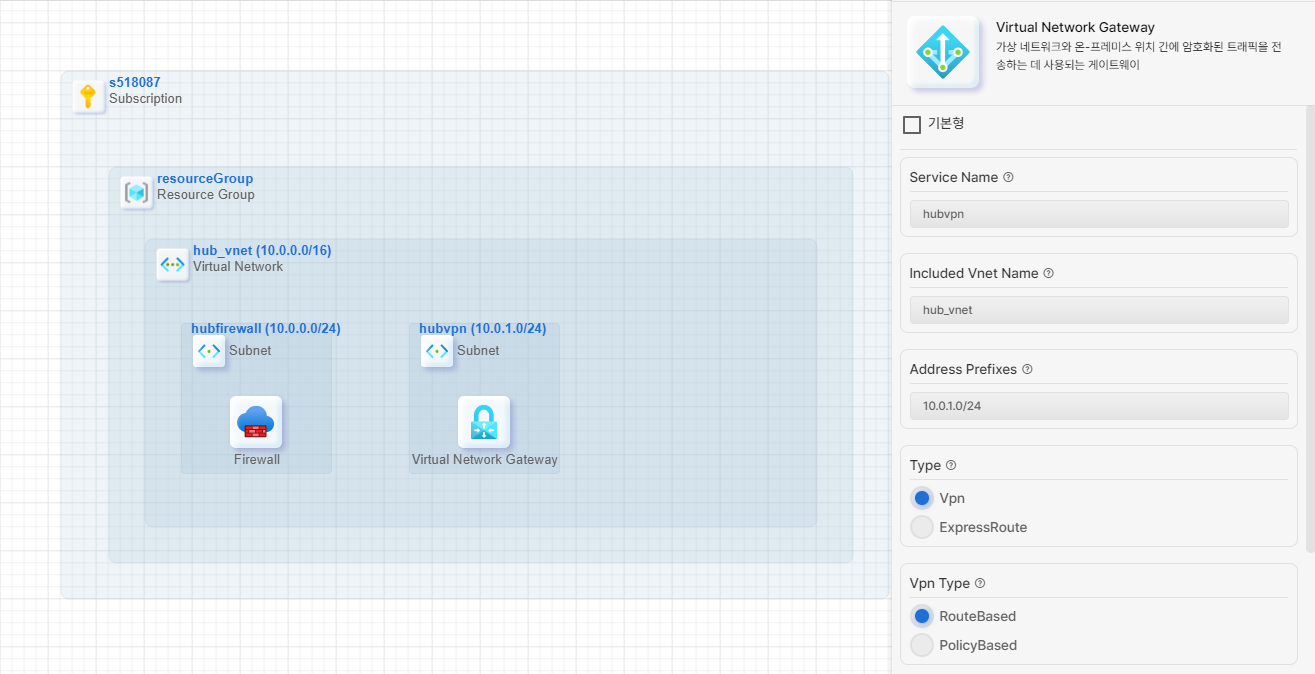 s518087
Subscription
resourceGroup
Resource Group
hub_vnet (10.0.0.0/16)
Virtual Network
hubfirewall (10.0.0.0/24)
Subnet
Firewall
hubvpn (10.0.1.0/24)
Subnet
Virtual Network Gateway
Virtual Network Gateway
가상 네트워크와 온-프레미스 위치 간에 암호화된 트래픽을 전
송하는 데 사용되는 게이트웨이
기본형
Service Name
hubvpn
Included Vnet Name
hub_vnet
Address Prefixes
10.0.1.0/24
Type
Vpn
ExpressRoute
Vpn Type
RouteBased
PolicyBased